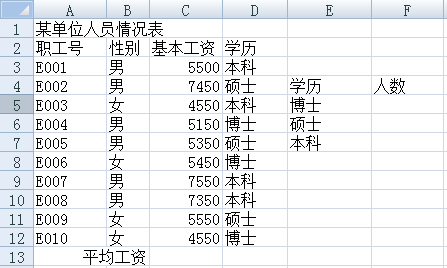 A B C D E F
1 某单位人员情况表
2 职工号 性别 基本工资 学历
3 E001 男 5500 本科
4 E002 男 7450 硕士 学历 人数
5 E003 女 4550 本科 博士
6 E004 男 5150 博士 硕士
7 E005 男 5350 硕士 本科
8 E006 女 5450 博士
9 E007 男 7550 本科
10 E008 男 7350 本科
11 E009 女 5550 硕士
12 E010 女 4550 博士
13 平均工资